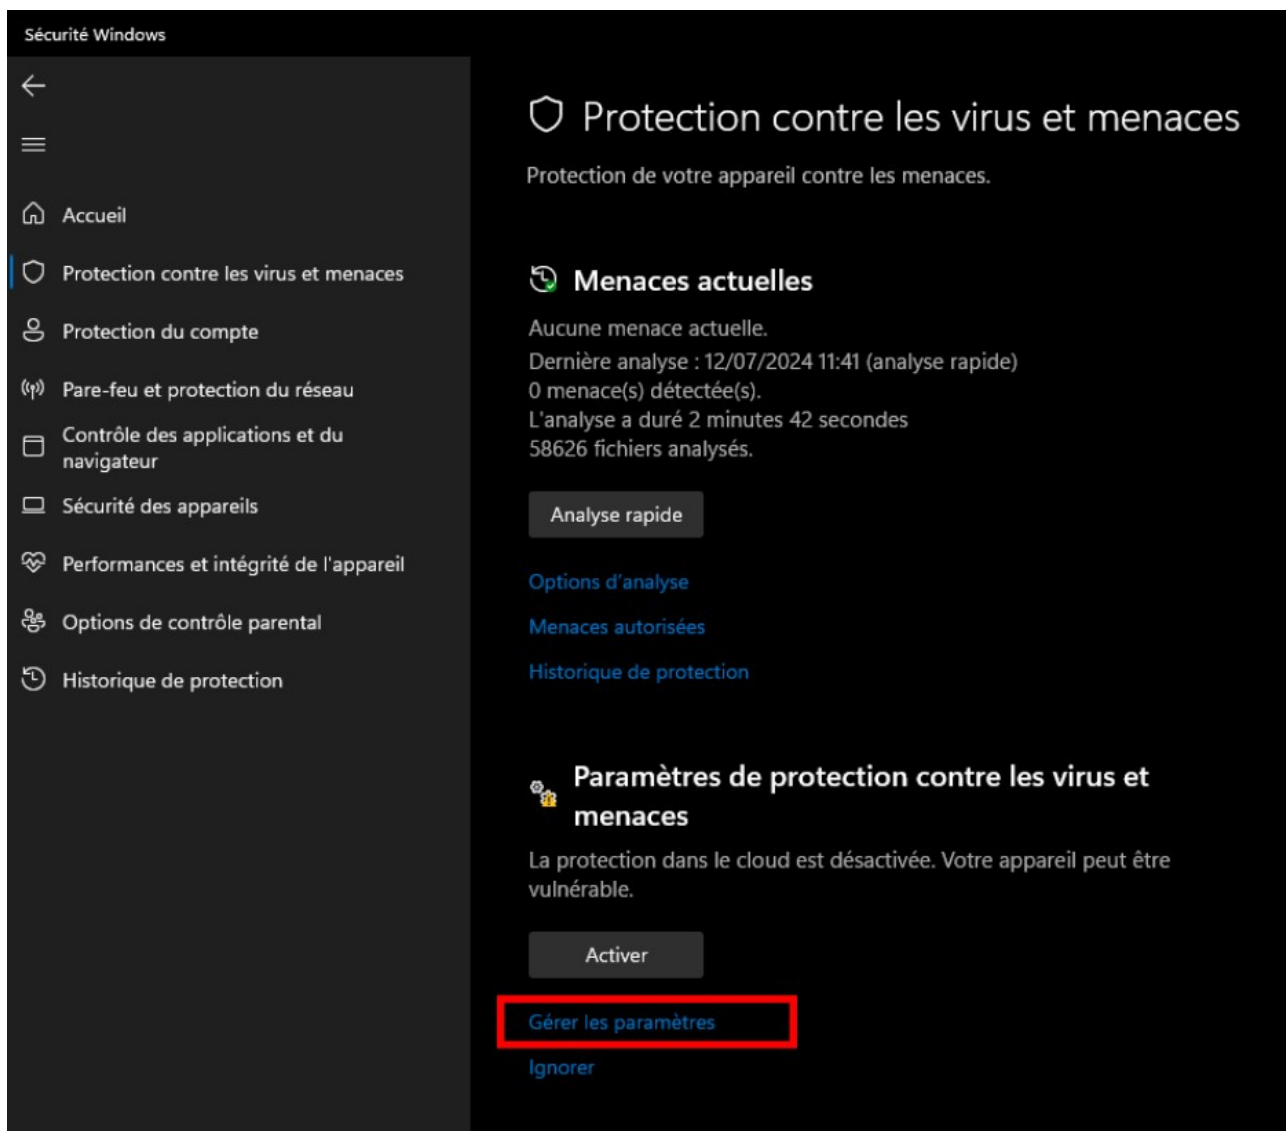 Sécurité Windows
Accueil
Protection contre les virus et menaces
Protection du compte
Pare-feu et protection du réseau
Contrôle des applications et du
navigateur
Sécurité des appareils
Performances et intégrité de l'appareil
Options de contrôle parental
Historique de protection
Protection contre les virus et menaces
Protection de votre appareil contre les menaces.
Menaces actuelles
Aucune menace actuelle.
Dernière analyse : 12/07/2024 11:41 (analyse rapide)
0 menace(s) détectée(s).
L'analyse a duré 2 minutes 42 secondes
58626 fichiers analysés.
Analyse rapide
Options d’analyse
Menaces autorisées
Historique de protection
Paramètres de protection contre les virus et
menaces
La protection dans le cloud est désactivée. Votre appareil peut être
vulnérable.
Activer
Gérer les paramètres
Ignorer